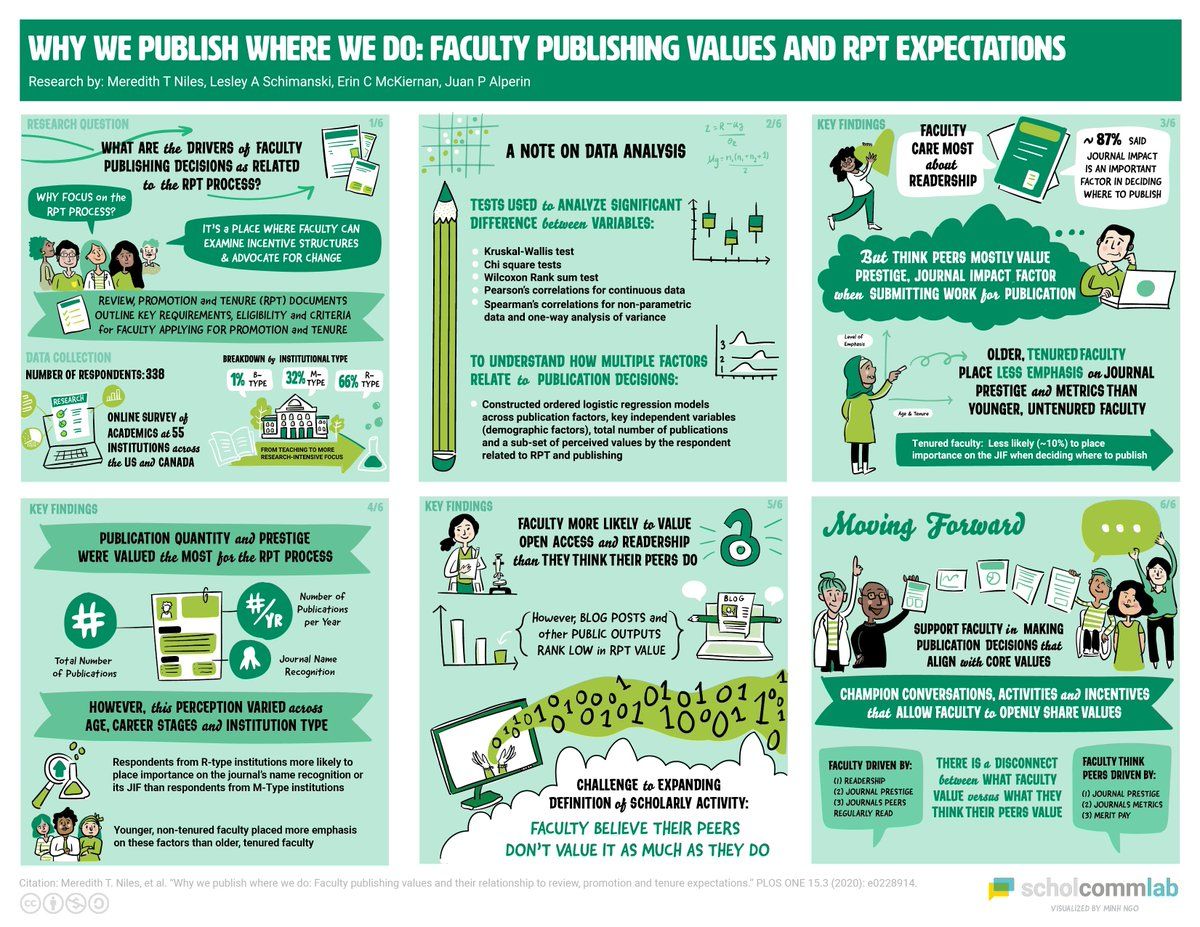 WHY WE PUBLISH WHERE WE DO: FACULTY PUBLISHING VALUES AND RPT EXPECTATIONS
Research by: Meredith T Niles, Lesley A Schimanski, Erin C McKiernan, Juan P Alperin
RESEARCH QUESTION
1/6
WHAT ARE the DRIVERS of FACULTY
PUBLISHING DECISIONS as RELATED
to the RPT PROCESS?
WHY FOCUS on the
RPT PROCESS?
IT'S a PLACE WHERE FACULTY CAN
EXAMINE INCENTIVE STRUCTURES
& ADVOCATE FOR CHANGE
REVIEW, PROMOTION and TENURE (RPT) DOCUMENTS
OUTLINE KEY REQUIREMENTS, ELIGIBILITY and CRITERIA
for FACULTY APPLYING FOR PROMOTION and TENURE
DATA COLLECTION
NUMBER OF RESPONDENTS: 338
RESEARCH
ONLINE SURVEY of
ACADEMICS at 55
INSTITUTIONS across
the US and CANADA
BREAKDOWN by INSTITUTIONAL TYPE
1% B-TYPE
32% M-TYPE
66% R-TYPE
FROM TEACHING TO MORE
RESEARCH-INTENSIVE FOCUS
2/6
A NOTE ON DATA ANALYSIS
TESTS USED to ANALYZE SIGNIFICANT
DIFFERENCE between VARIABLES:
Kruskal-Wallis test
Chi square tests
Wilcoxon Rank sum test
Pearson's correlations for continuous data
Spearman's correlations for non-parametric
data and one-way analysis of variance
TO UNDERSTAND HOW MULTIPLE FACTORS
RELATE to PUBLICATION DECISIONS:
3
2
1
Constructed ordered logistic regression models
across publication factors, key independent variables
(demographic factors), total number of publications
and a sub-set of perceived values by the respondent
related to RPT and publishing
KEY FINDINGS
3/6
FACULTY
CARE MOST
about
READERSHIP
~ 87% SAID
JOURNAL IMPACT
IS AN IMPORTANT
FACTOR IN DECIDING
WHERE TO PUBLISH
But THINK PEERS MOSTLY VALUE
PRESTIGE, JOURNAL IMPACT FACTOR
when SUBMITTING WORK for PUBLICATION
Level of
Emphasis
Age & Tenure
OLDER, TENURED FACULTY
PLACE LESS EMPHASIS on JOURNAL
PRESTIGE and METRICS THAN
YOUNGER, UNTENURED FACULTY
Tenured faculty: Less likely (~10%) to place
importance on the JIF when deciding where to publish
KEY FINDINGS
4/6
PUBLICATION QUANTITY and PRESTIGE
WERE VALUED the MOST for the RPT PROCESS
#
Total Number
of Publications
#/YR
Number of
Publications
per Year
Journal Name
Recognition
HOWEVER, this PERCEPTION VARIED across
AGE, CAREER STAGES and INSTITUTION TYPE
Respondents from R-type institutions more likely to
place importance on the journal's name recognition or
its JIF than respondents from M-Type institutions
Younger, non-tenured faculty placed more emphasis
on these factors than older, tenured faculty
KEY FINDINGS
5/6
FACULTY MORE LIKELY to VALUE
OPEN ACCESS and READERSHIP
than THEY THINK THEIR PEERS DO
However, BLOG POSTS and
other PUBLIC OUTPUTS
RANK LOW in RPT VALUE
BLOG
CHALLENGE to EXPANDING
DEFINITION of SCHOLARLY ACTIVITY:
FACULTY BELIEVE THEIR PEERS
DON'T VALUE IT AS MUCH AS THEY DO
6/6
Moving Forward
SUPPORT FACULTY in MAKING
PUBLICATION DECISIONS that
ALIGN with CORE VALUES
CHAMPION CONVERSATIONS, ACTIVITIES and INCENTIVES
that ALLOW FACULTY to OPENLY SHARE VALUES
FACULTY DRIVEN BY:
(1) READERSHIP
(2) JOURNAL PRESTIGE
(3) JOURNALS PEERS
REGULARLY READ
THERE IS a DISCONNECT
between WHAT FACULTY
VALUE versus WHAT THEY
THINK THEIR PEERS VALUE
FACULTY THINK
PEERS DRIVEN BY:
(1) JOURNAL PRESTIGE
(2) JOURNALS METRICS
(3) MERIT PAY
Citation: Meredith T. Niles, et al. "Why we publish where we do: Faculty publishing values and their relationship to review, promotion and tenure expectations." PLOS ONE 15.3 (2020): e0228914.
cc
scholcommlab
VISUALIZED BY MINH NGO